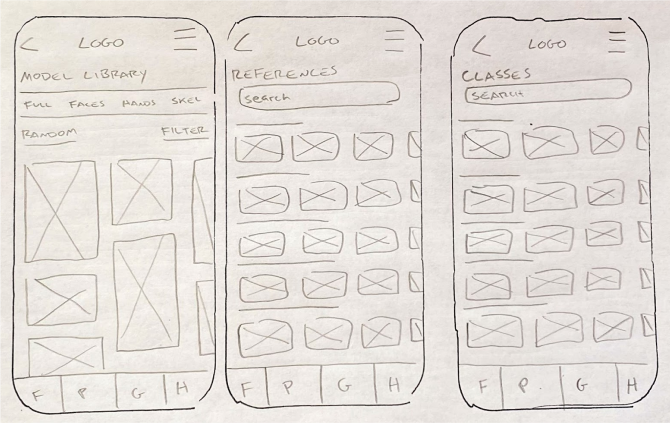 < LOGO
MODEL LIBRARY
FULL FACES HANDS SKEL
RANDOM FILTER
F P G H
< LOGO
REFERENCES
search
F P G H
< LOGO
CLASSES
SEARCH
F P. G H